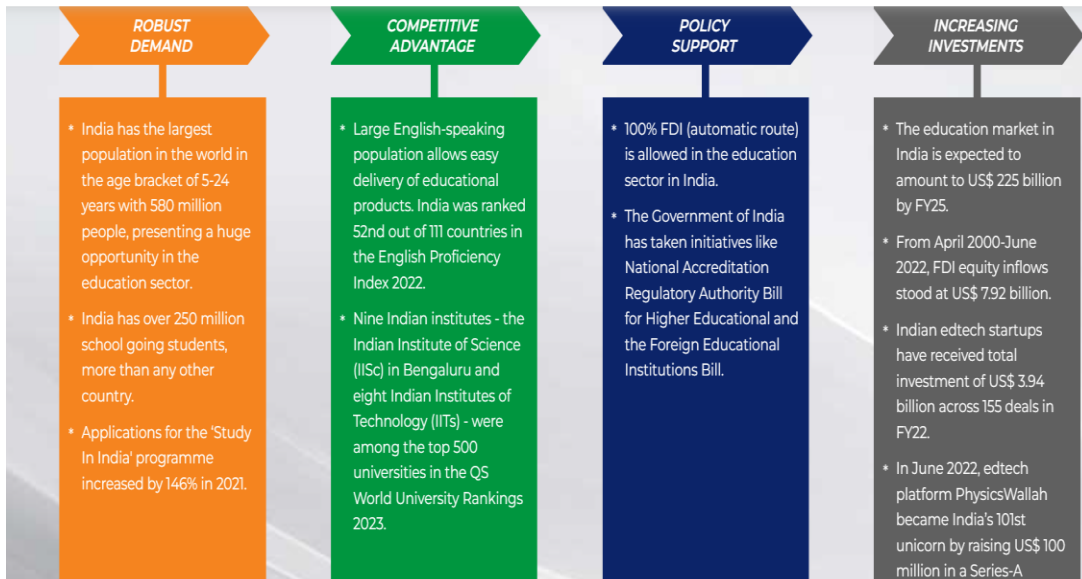 ROBUST
DEMAND
* India has the largest
population in the world in
the age bracket of 5-24
years with 580 million
people, presenting a huge
opportunity in the
education sector.
* India has over 250 million
school going students,
more than any other
country.
* Applications for the ‘Study
In India' programme
increased by 146% in 2021.
COMPETITIVE
ADVANTAGE
* Large English-speaking
population allows easy
delivery of educational
products. India was ranked
52nd out of 111 countries in
the English Proficiency
Index 2022.
* Nine Indian institutes - the
Indian Institute of Science
(IISc) in Bengaluru and
eight Indian Institutes of
Technology (IITs) - were
among the top 500
universities in the QS
World University Rankings
2023.
POLICY
SUPPORT
* 100% FDI (automatic route)
is allowed in the education
sector in India.
* The Government of India
has taken initiatives like
National Accreditation
Regulatory Authority Bill
for Higher Educational and
the Foreign Educational
Institutions Bill.
INCREASING
INVESTMENTS
* The education market in
India is expected to
amount to US$ 225 billion
by FY25.
* From April 2000-June
2022, FDI equity inflows
stood at US$ 7.92 billion.
* Indian edtech startups
have received total
investment of US$ 3.94
billion across 155 deals in
FY22.
* In June 2022, edtech
platform PhysicsWallah
became India's 101st
unicorn by raising US$ 100
million in a Series-A